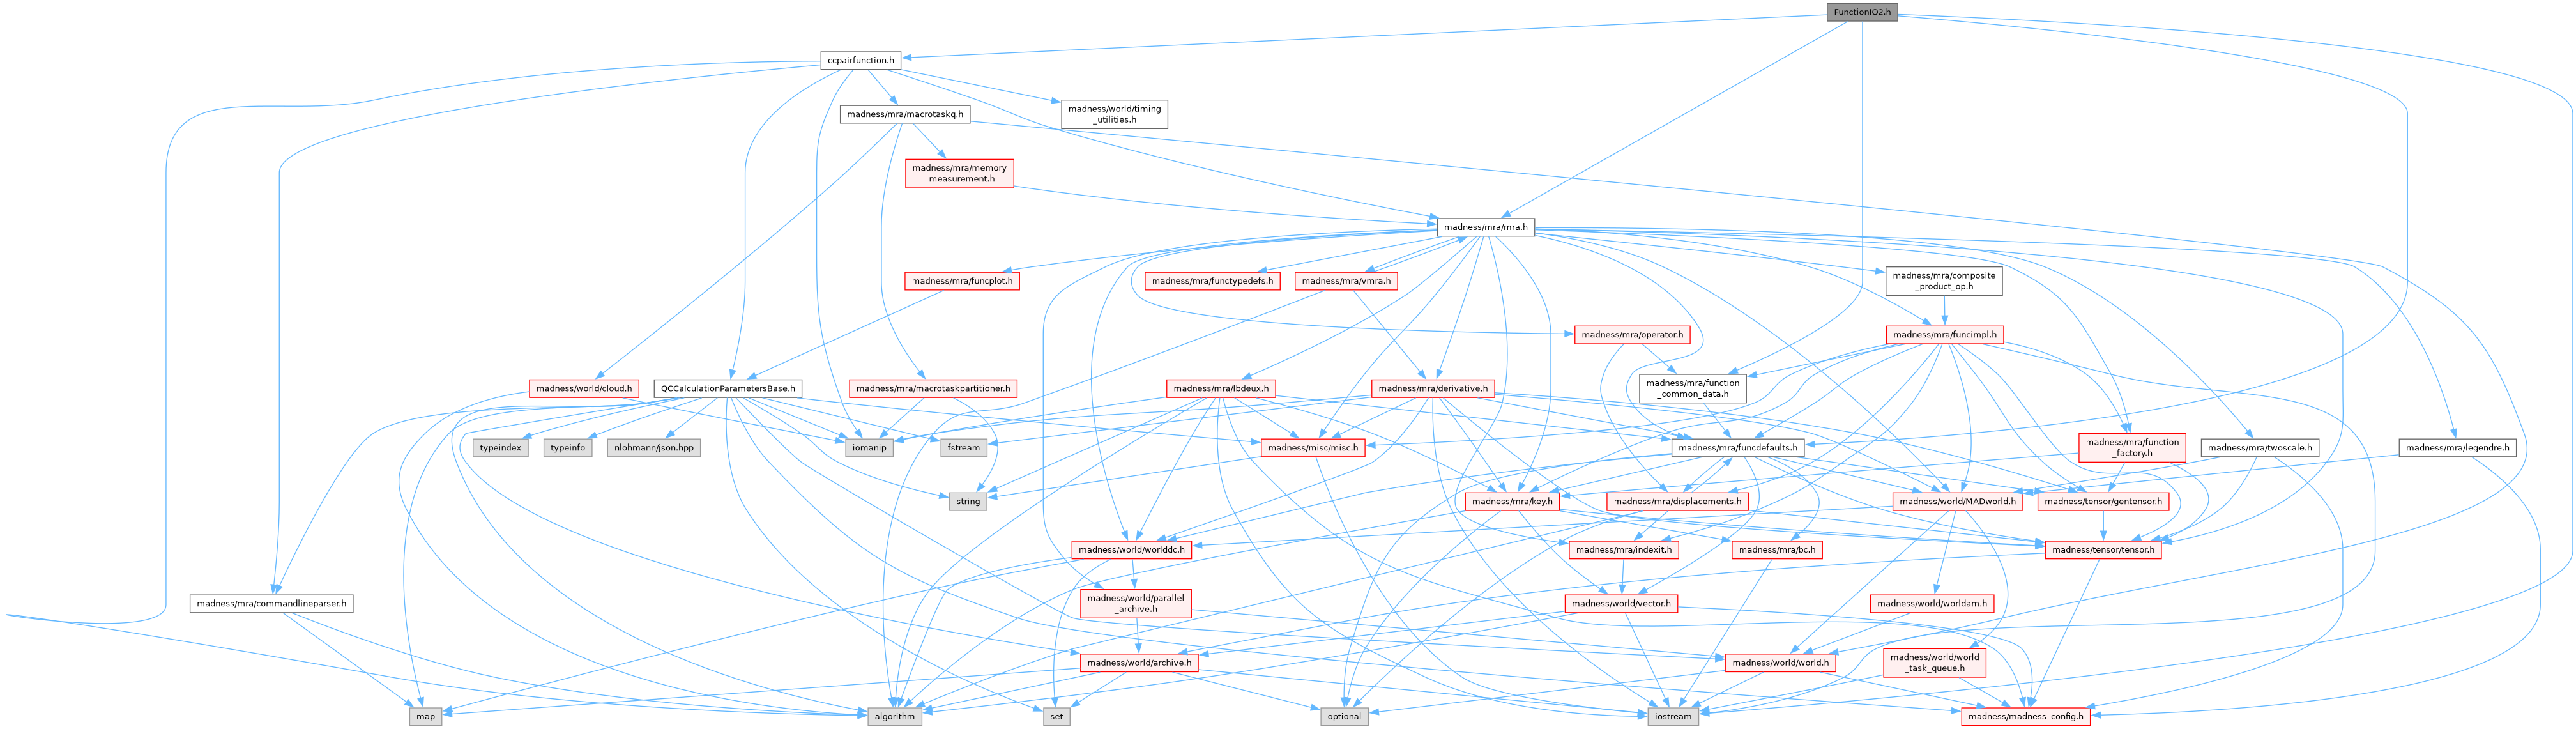 FunctionIO2.h
ccpairfunction.h
madness/mra/macrotaskq.h
madness/world/timing
_utilities.h
madness/mra/memory
_measurement.h
madness/mra/mra.h
madness/mra/funcplot.h
madness/mra/functypedefs.h
madness/mra/vmra.h
madness/mra/composite
_product_op.h
madness/mra/operator.h
madness/mra/funcimpl.h
madness/world/cloud.h
QCCalculationParametersBase.h
madness/mra/macrotaskpartitioner.h
madness/mra/lbdeux.h
madness/mra/derivative.h
madness/mra/function
_common_data.h
typeindex
typeinfo
nlohmann/json.hpp
iomanip
fstream
madness/misc/misc.h
madness/mra/funcdefaults.h
madness/mra/function
_factory.h
madness/mra/twoscale.h
madness/mra/legendre.h
string
madness/mra/key.h
madness/mra/displacements.h
madness/world/MADworld.h
madness/tensor/gentensor.h
madness/world/worlddc.h
madness/mra/indexit.h
madness/mra/bc.h
madness/tensor/tensor.h
madness/mra/commandlineparser.h
madness/world/parallel
_archive.h
madness/world/vector.h
madness/world/worldam.h
madness/world/archive.h
madness/world/world.h
madness/world/world
_task_queue.h
map
algorithm
set
optional
iostream
madness/madness_config.h